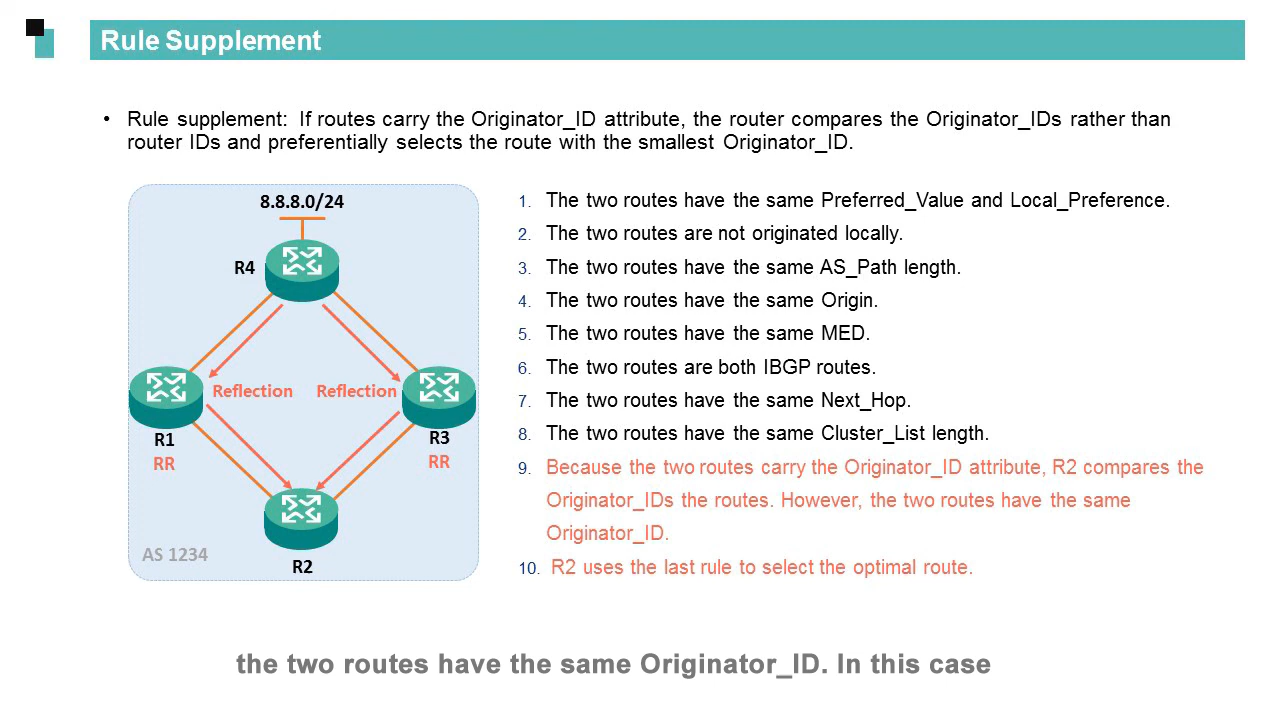 Rule Supplement
• Rule supplement: If routes carry the Originator_ID attribute, the router compares the Originator_IDs rather than
router IDs and preferentially selects the route with the smallest Originator_ID.
8.8.8.0/24
R4
Reflection
Reflection
R1
RR
R3
RR
AS 1234
R2
1. The two routes have the same Preferred_Value and Local_Preference.
2. The two routes are not originated locally.
3. The two routes have the same AS_Path length.
4. The two routes have the same Origin.
5. The two routes have the same MED.
6. The two routes are both IBGP routes.
7. The two routes have the same Next_Hop.
8. The two routes have the same Cluster_List length.
9. Because the two routes carry the Originator_ID attribute, R2 compares the
Originator_IDs the routes. However, the two routes have the same
Originator_ID.
10. R2 uses the last rule to select the optimal route.
the two routes have the same Originator_ID. In this case